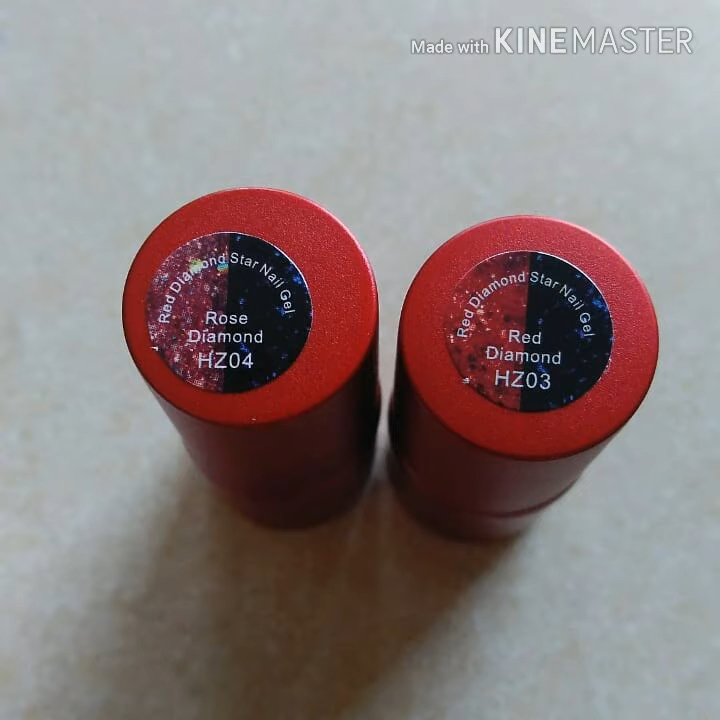 Made with KINEMASTER
Red Diamond Star Nail Gel
Rose
Diamond
HZ04
Red Diamond Star Nail Gel
Red
Diamond
HZ03